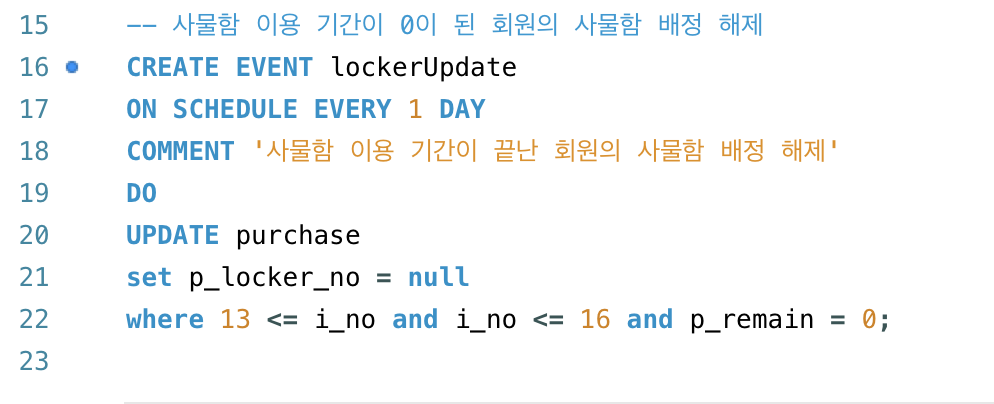 15 -- 사물함 이용 기간이 0이 된 회원의 사물함 배정 해제
16 CREATE EVENT lockerUpdate
17 ON SCHEDULE EVERY 1 DAY
18 COMMENT '사물함 이용 기간이 끝난 회원의 사물함 배정 해제'
19 DO
20 UPDATE purchase
21 set p_locker_no = null
22 where 13 <= i_no and i_no <= 16 and p_remain = 0;
23